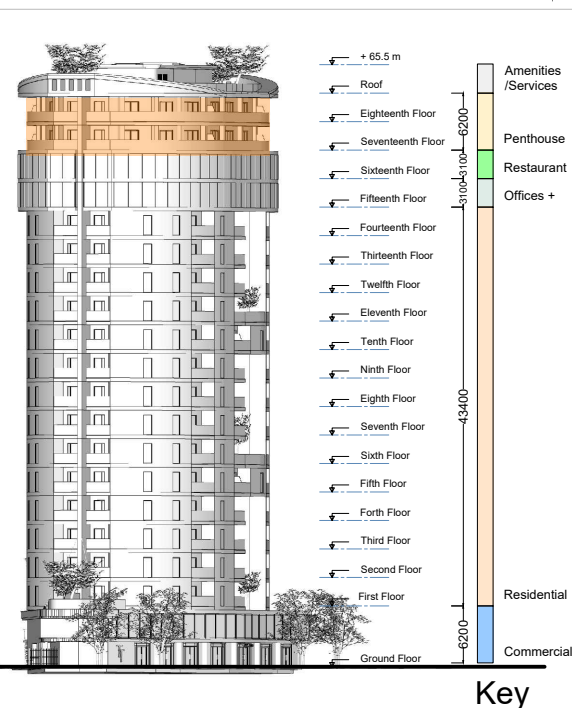 + 65.5 m
Roof
Eighteenth Floor
Seventeenth Floor
Sixteenth Floor
Fifteenth Floor
Fourteenth Floor
Thirteenth Floor
Twelfth Floor
Eleventh Floor
Tenth Floor
Ninth Floor
Eighth Floor
Seventh Floor
Sixth Floor
Fifth Floor
Forth Floor
Third Floor
Second Floor
First Floor
Ground Floor
6200
3100
3100
43400
6200
Amenities
/Services
Penthouse
Restaurant
Offices +
Residential
Commercial
Key